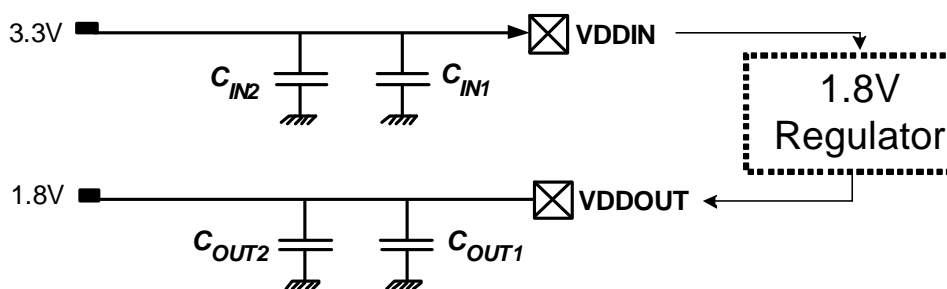 3.3V
VDDIN
C_IN2
C_IN1
1.8V
Regulator
1.8V
VDDOUT
C_OUT2
C_OUT1